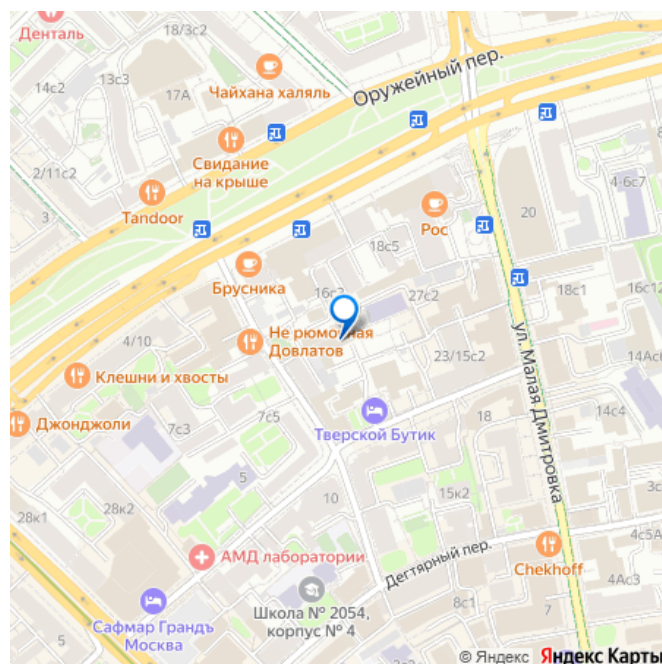 Денталь
18/3с2
14с2
13с3
17А
Чайхана халяль
Оружейный пер.
Свидание
на крыше
2/11с2
Tandoor
3
4-6с7
20
Рос
18с5
Брусника
16с2
27с2
18с1
16с12
Не рюмочная
Довлатов
4/10
23/15с2
ул. Малая Дмитровка
14Ас
Клешни и хвосты
Джонджоли
7с3
7с5
Тверской Бутик
18
14с4
5
28к2
28к1
10
15к2
3с
АМД лаборатории
Дегтярный пер.
Chekhoff
4с5А
4Ас3
Школа № 2054,
корпус № 4
8с1
7
Сафмар Грандъ
Москва
5
© Яндекс Яндекс Карты